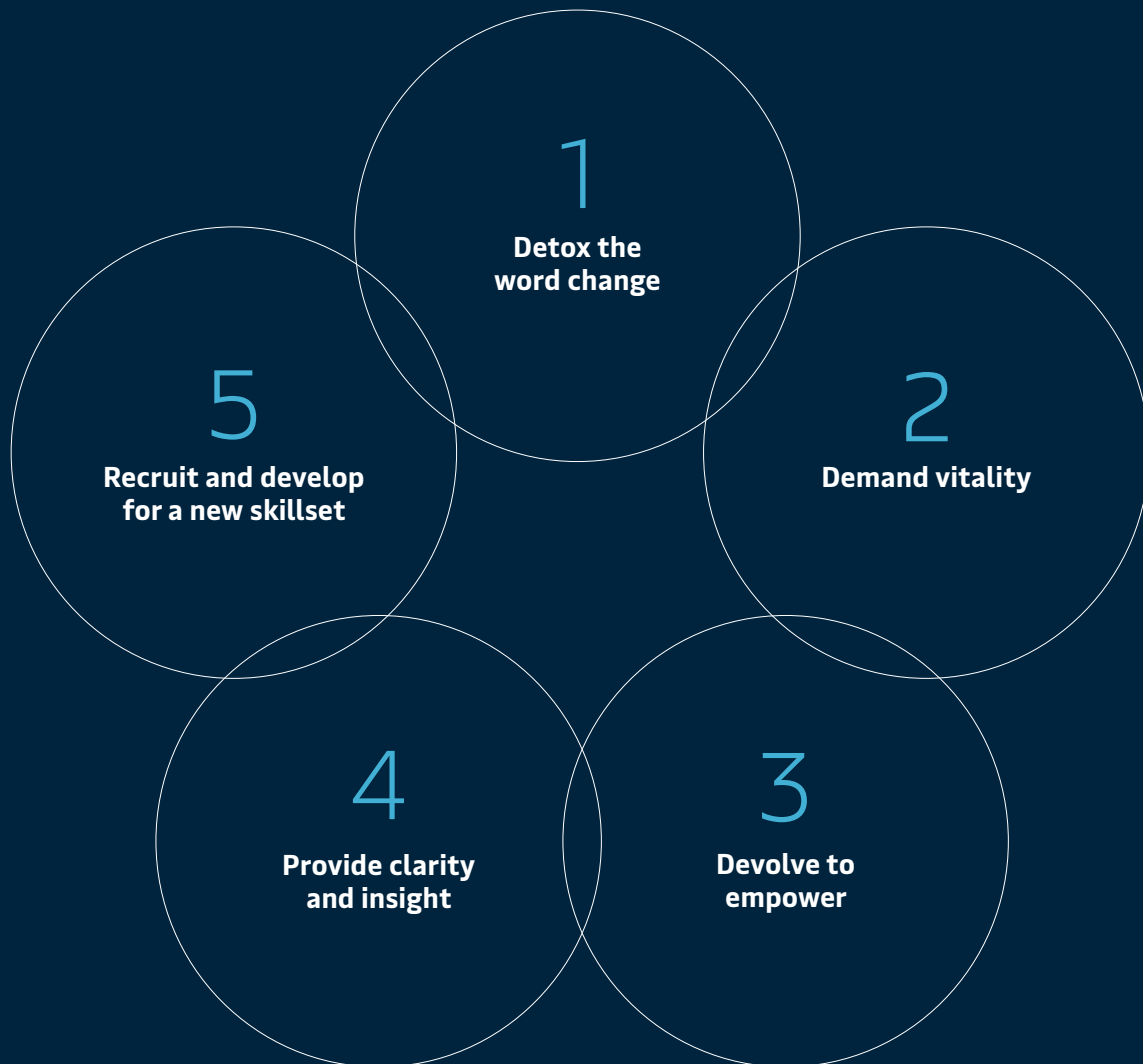 1
Detox the
word change
2
Demand vitality
3
Devolve to
empower
4
Provide clarity
and insight
5
Recruit and develop
for a new skillset